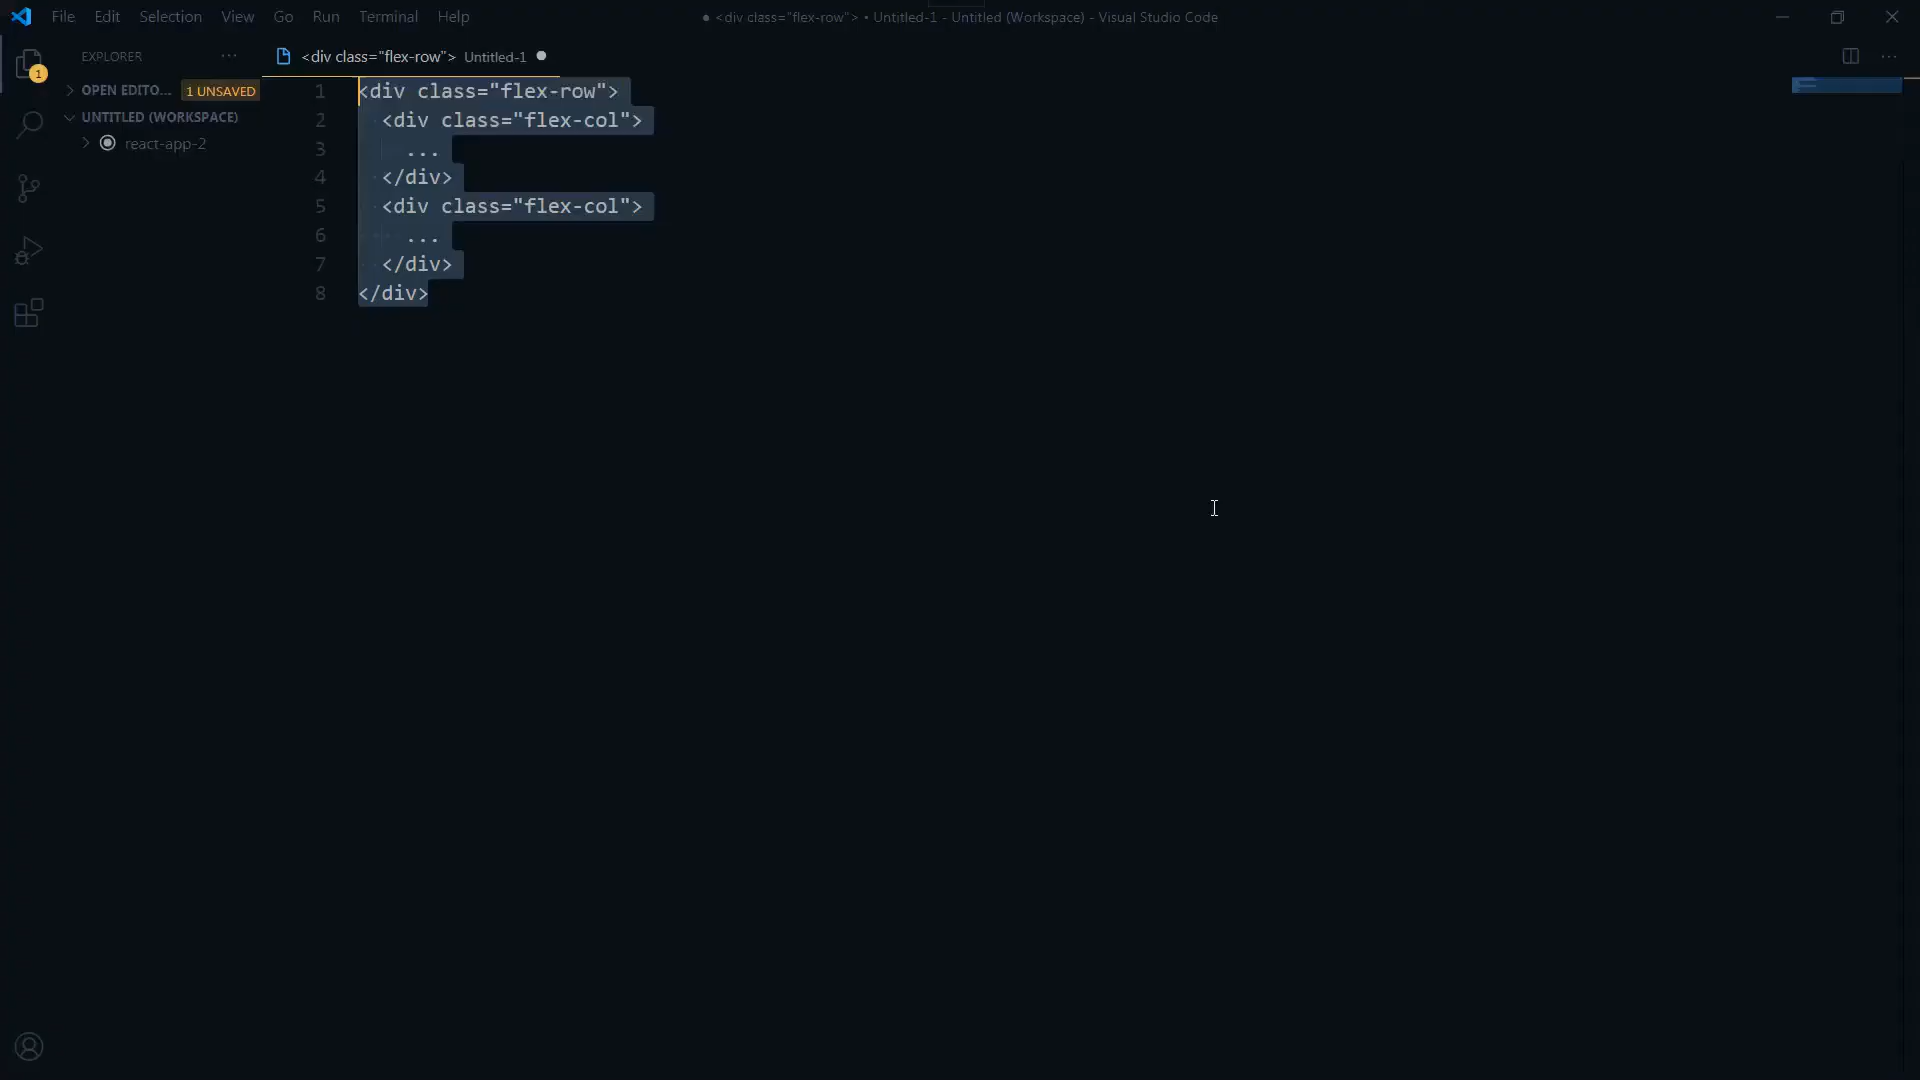 File Edit Selection View Go Run Terminal Help
● <div class="flex-row"> • Untitled-1 - Untitled (Workspace) - Visual Studio Code
1
EXPLORER
<div class="flex-row"> Untitled-1
OPEN EDITO... 1 UNSAVED
UNTITLED (WORKSPACE)
react-app-2
1 <div class="flex-row">
2   <div class="flex-col">
3     ...
4   </div>
5   <div class="flex-col">
6     ...
7   </div>
8 </div>